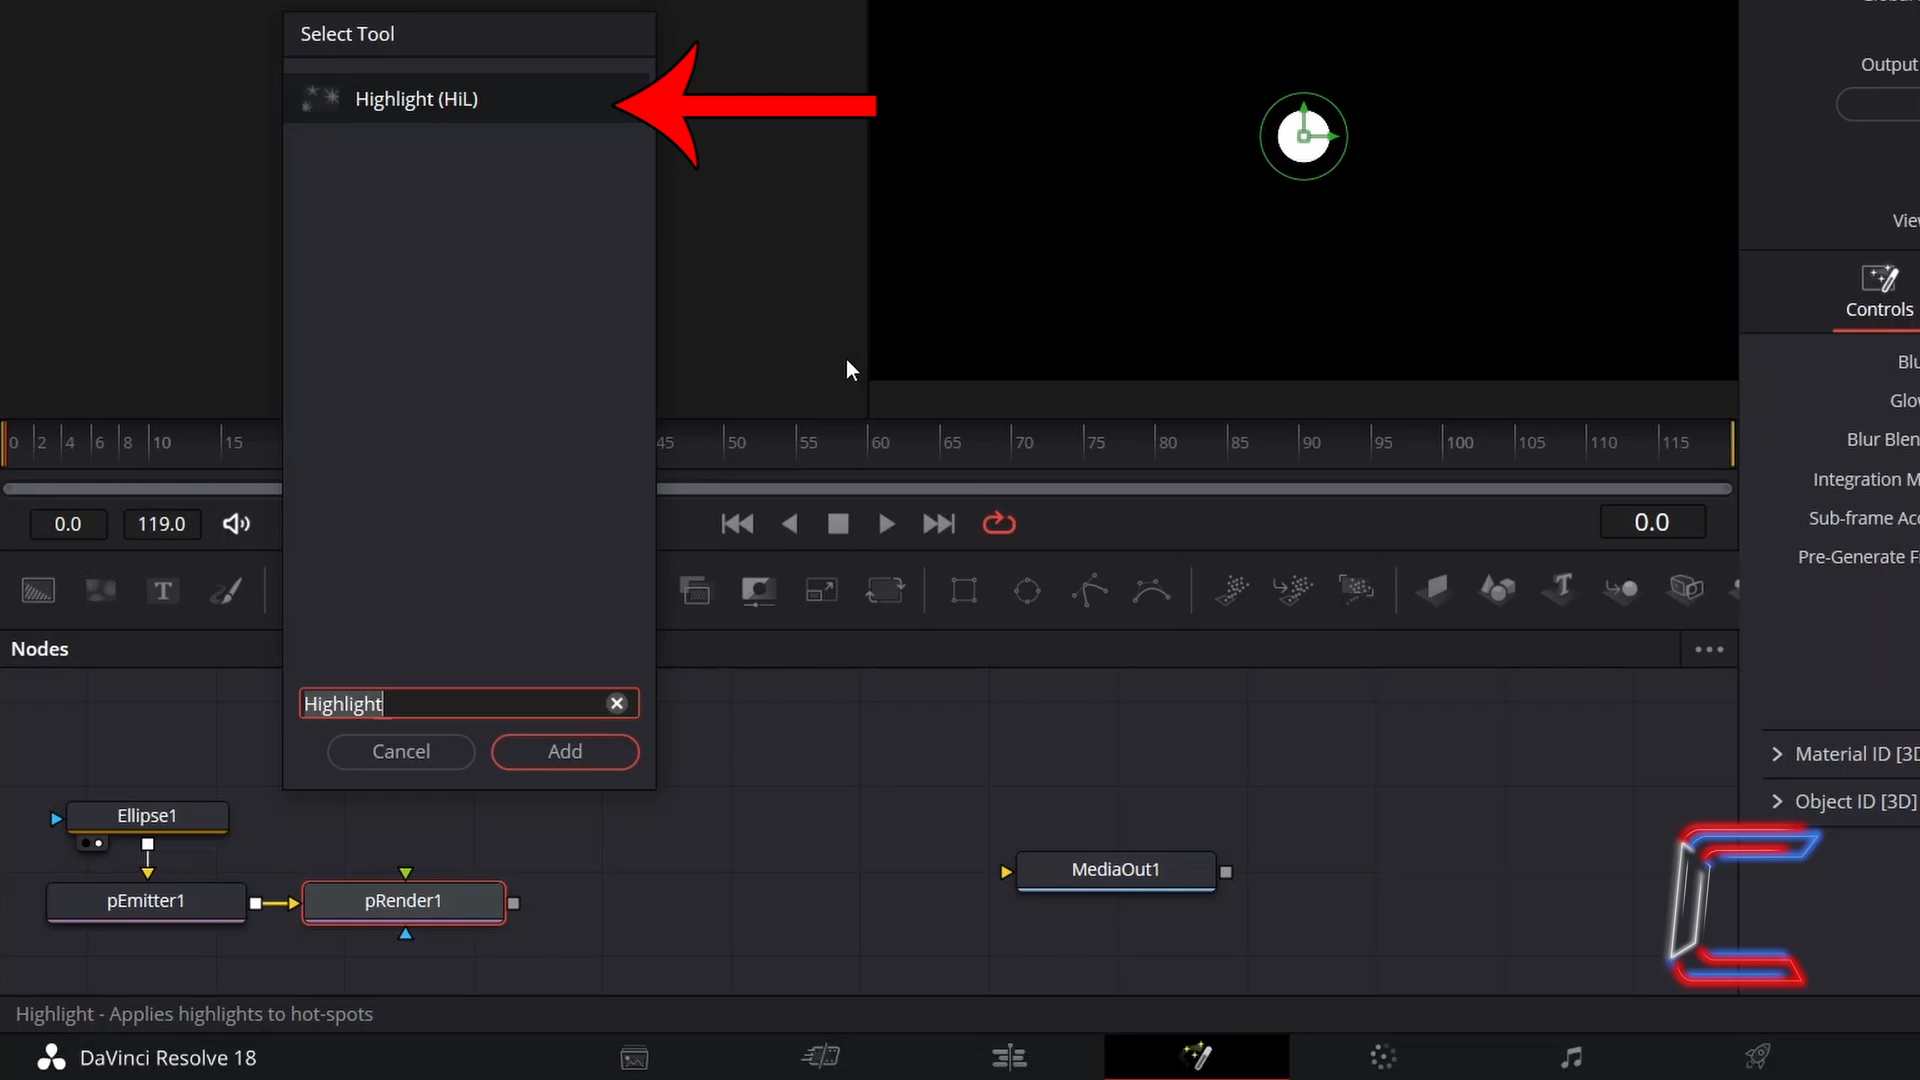 Select Tool
Highlight (HiL)
Output
View
Controls
Blu
Glow
Blur Blen
Integration M
Sub-frame Acc
Pre-Generate F
0 2 4 6 8 10 15 45 50 55 60 65 70 75 80 85 90 95 100 105 110 115
0.0 119.0 0.0
T
Nodes
Highlight
Cancel Add
Material ID [3D
Object ID [3D]
Ellipse1
MediaOut1
pEmitter1 pRender1
Highlight - Applies highlights to hot-spots
DaVinci Resolve 18